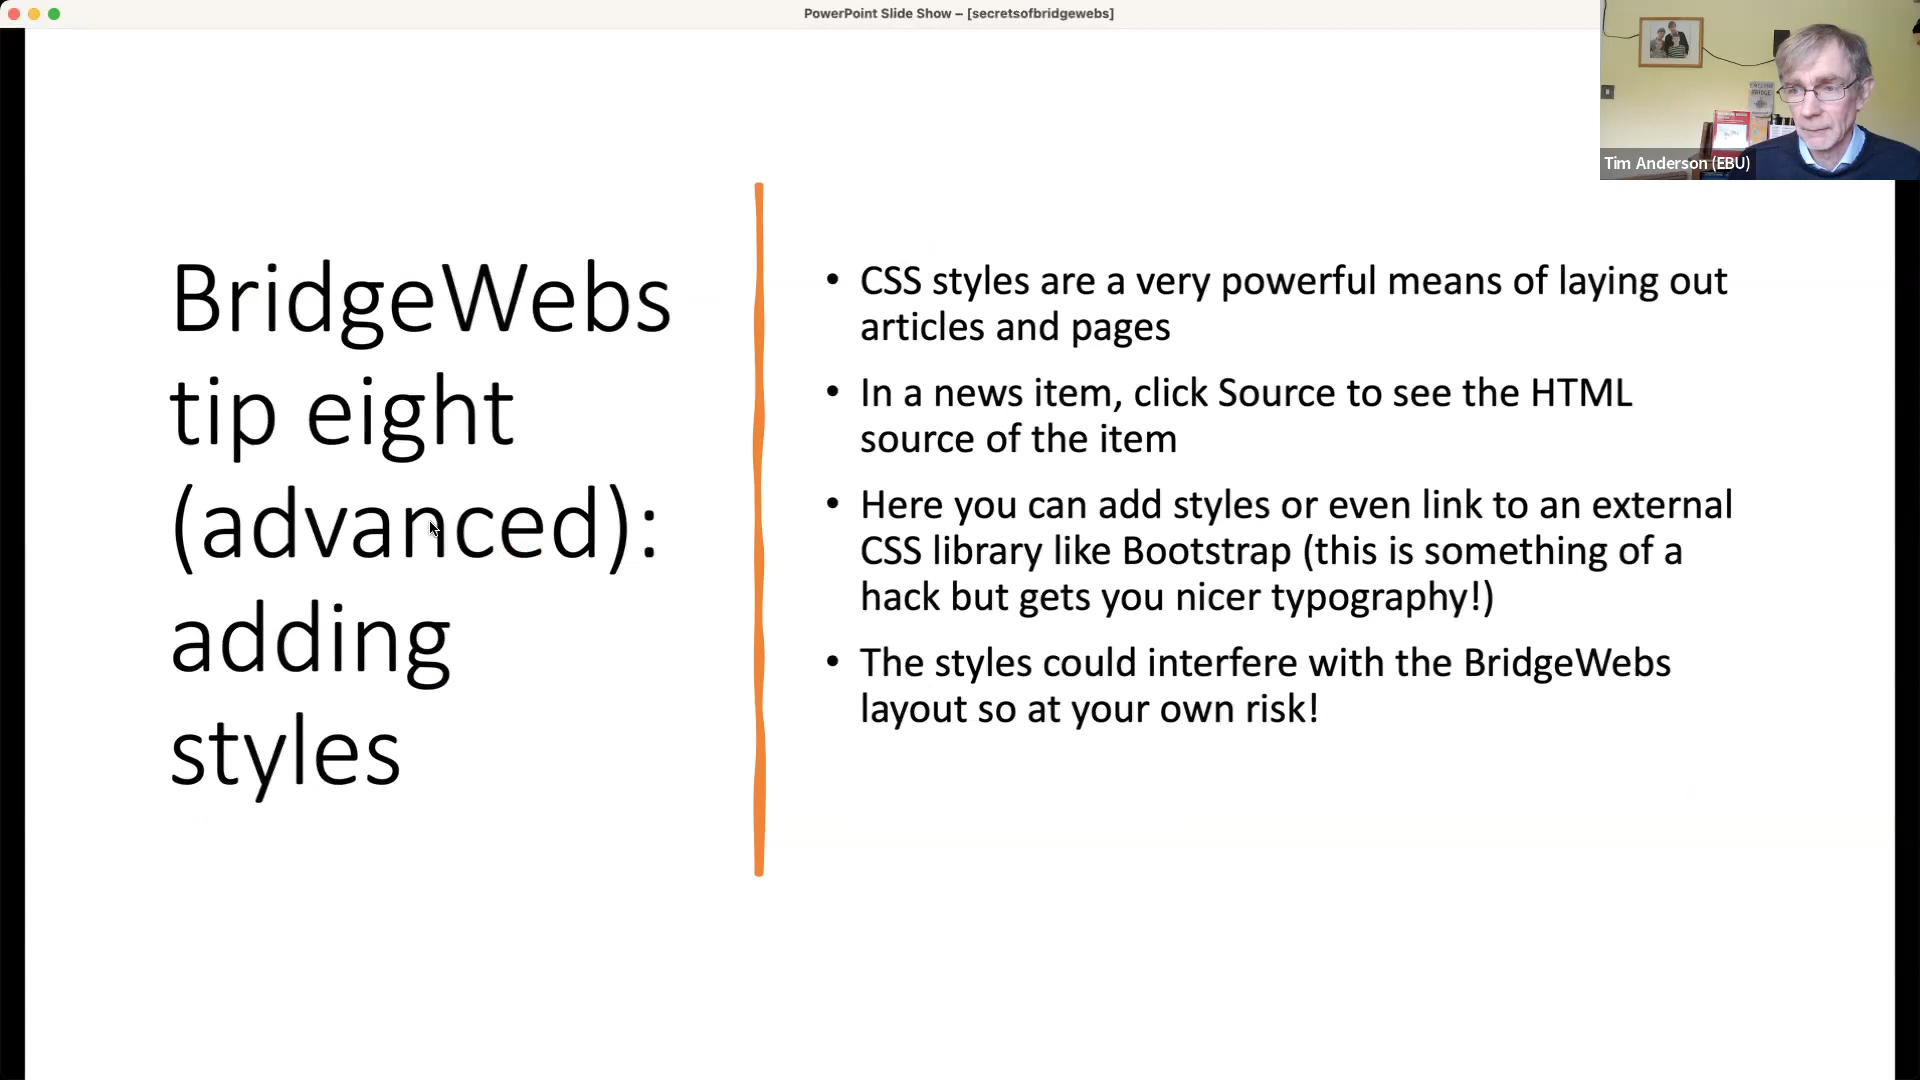 PowerPoint Slide Show – [secretsofbridgewebs]
Tim Anderson (EBU)
BridgeWebs
tip eight
(advanced):
adding
styles
• CSS styles are a very powerful means of laying out
articles and pages
• In a news item, click Source to see the HTML
source of the item
• Here you can add styles or even link to an external
CSS library like Bootstrap (this is something of a
hack but gets you nicer typography!)
• The styles could interfere with the BridgeWebs
layout so at your own risk!